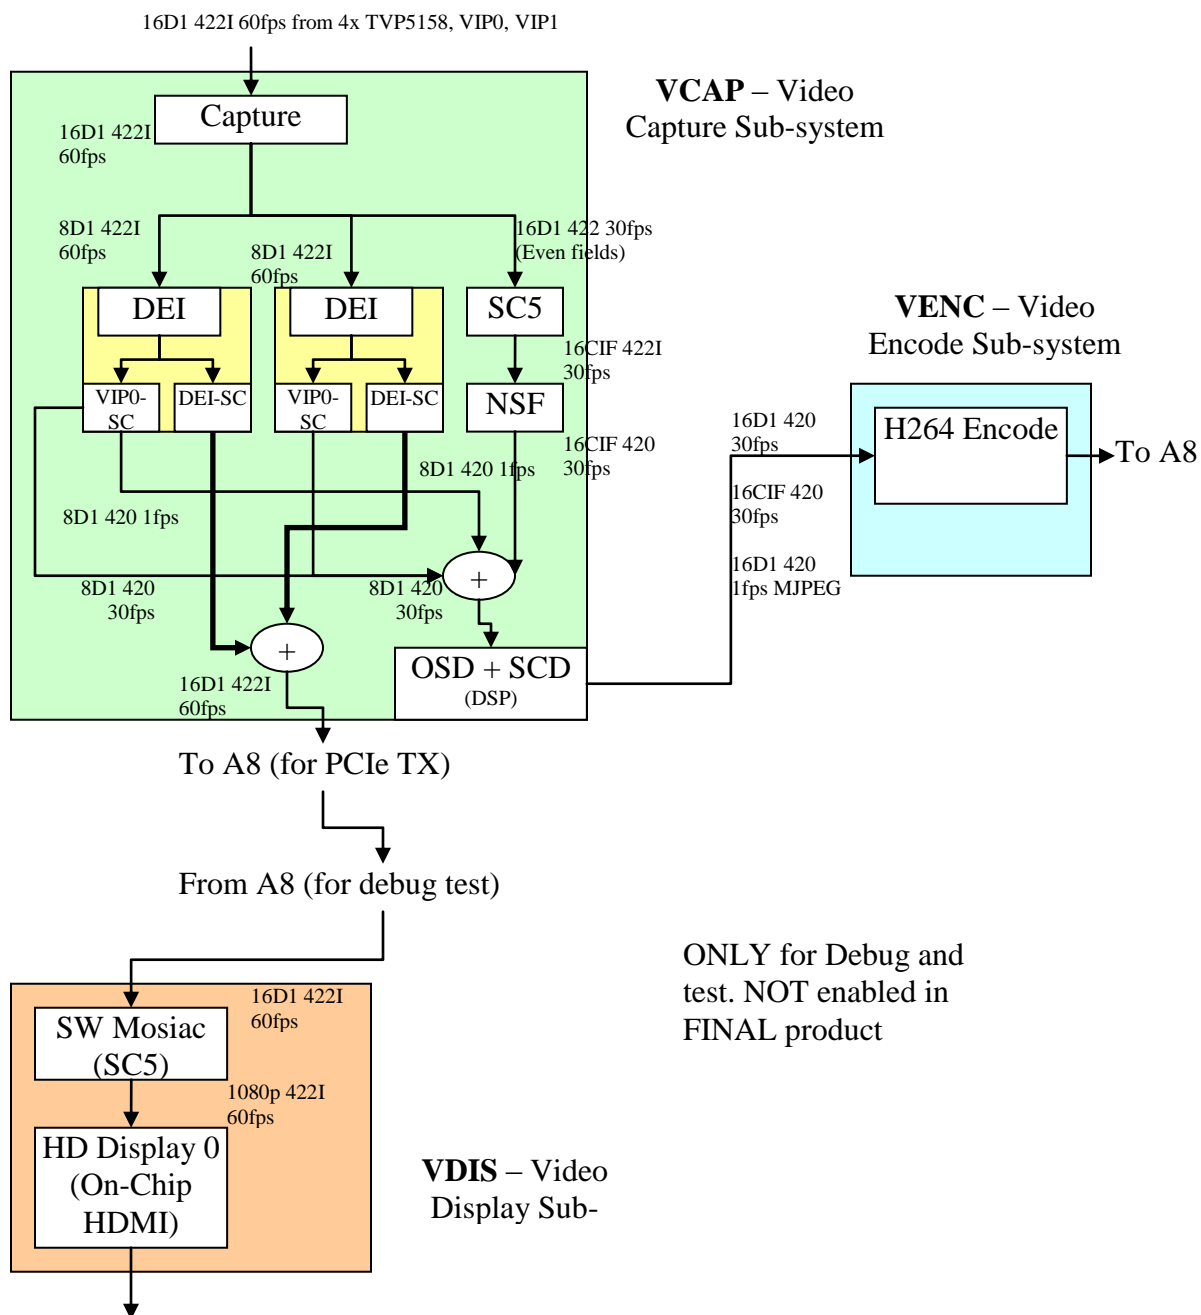 16D1 422I 60fps from 4x TVP5158, VIP0, VIP1
VCAP – Video
Capture Sub-system
Capture
16D1 422I
60fps
8D1 422I
60fps
8D1 422I
60fps
16D1 422 30fps
(Even fields)
DEI
DEI
SC5
VENC – Video
Encode Sub-system
16CIF 422I
30fps
VIP0-
SC
DEI-SC
VIP0-
SC
DEI-SC
NSF
16D1 420
30fps
H264 Encode
To A8
16CIF 420
30fps
8D1 420 1fps
8D1 420 1fps
16CIF 420
30fps
16D1 420
1fps MJPEG
8D1 420
30fps
8D1 420
30fps
+
+
OSD + SCD
(DSP)
16D1 422I
60fps
To A8 (for PCIe TX)
From A8 (for debug test)
ONLY for Debug and
test. NOT enabled in
FINAL product
16D1 422I
60fps
SW Mosiac
(SC5)
1080p 422I
60fps
HD Display 0
(On-Chip
HDMI)
VDIS – Video
Display Sub-